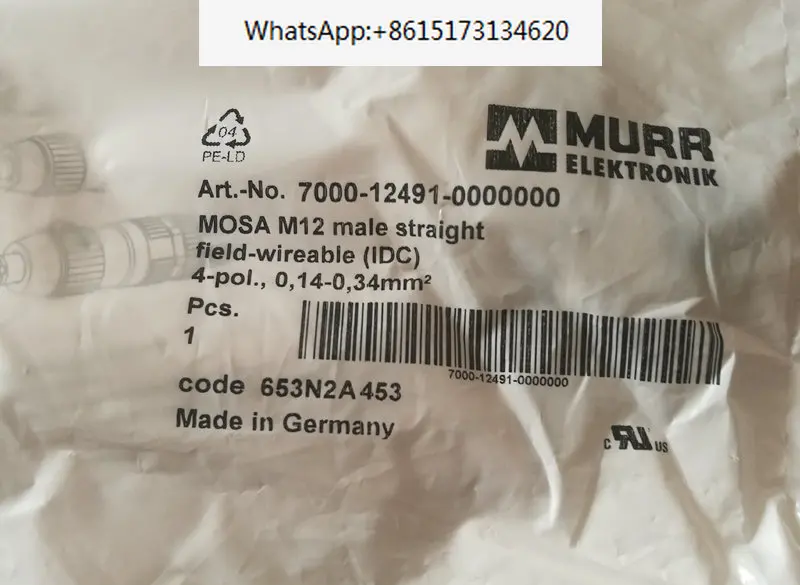 WhatsApp:+8615173134620
04
PE-LD
MURR
ELEKTRONIK
Art.-No. 7000-12491-0000000
MOSA M12 male straight
field-wireable (IDC)
4-pol., 0,14-0,34mm²
Pcs.
1
7000-12491-0000000
code 653N2A453
Made in Germany
c RU US